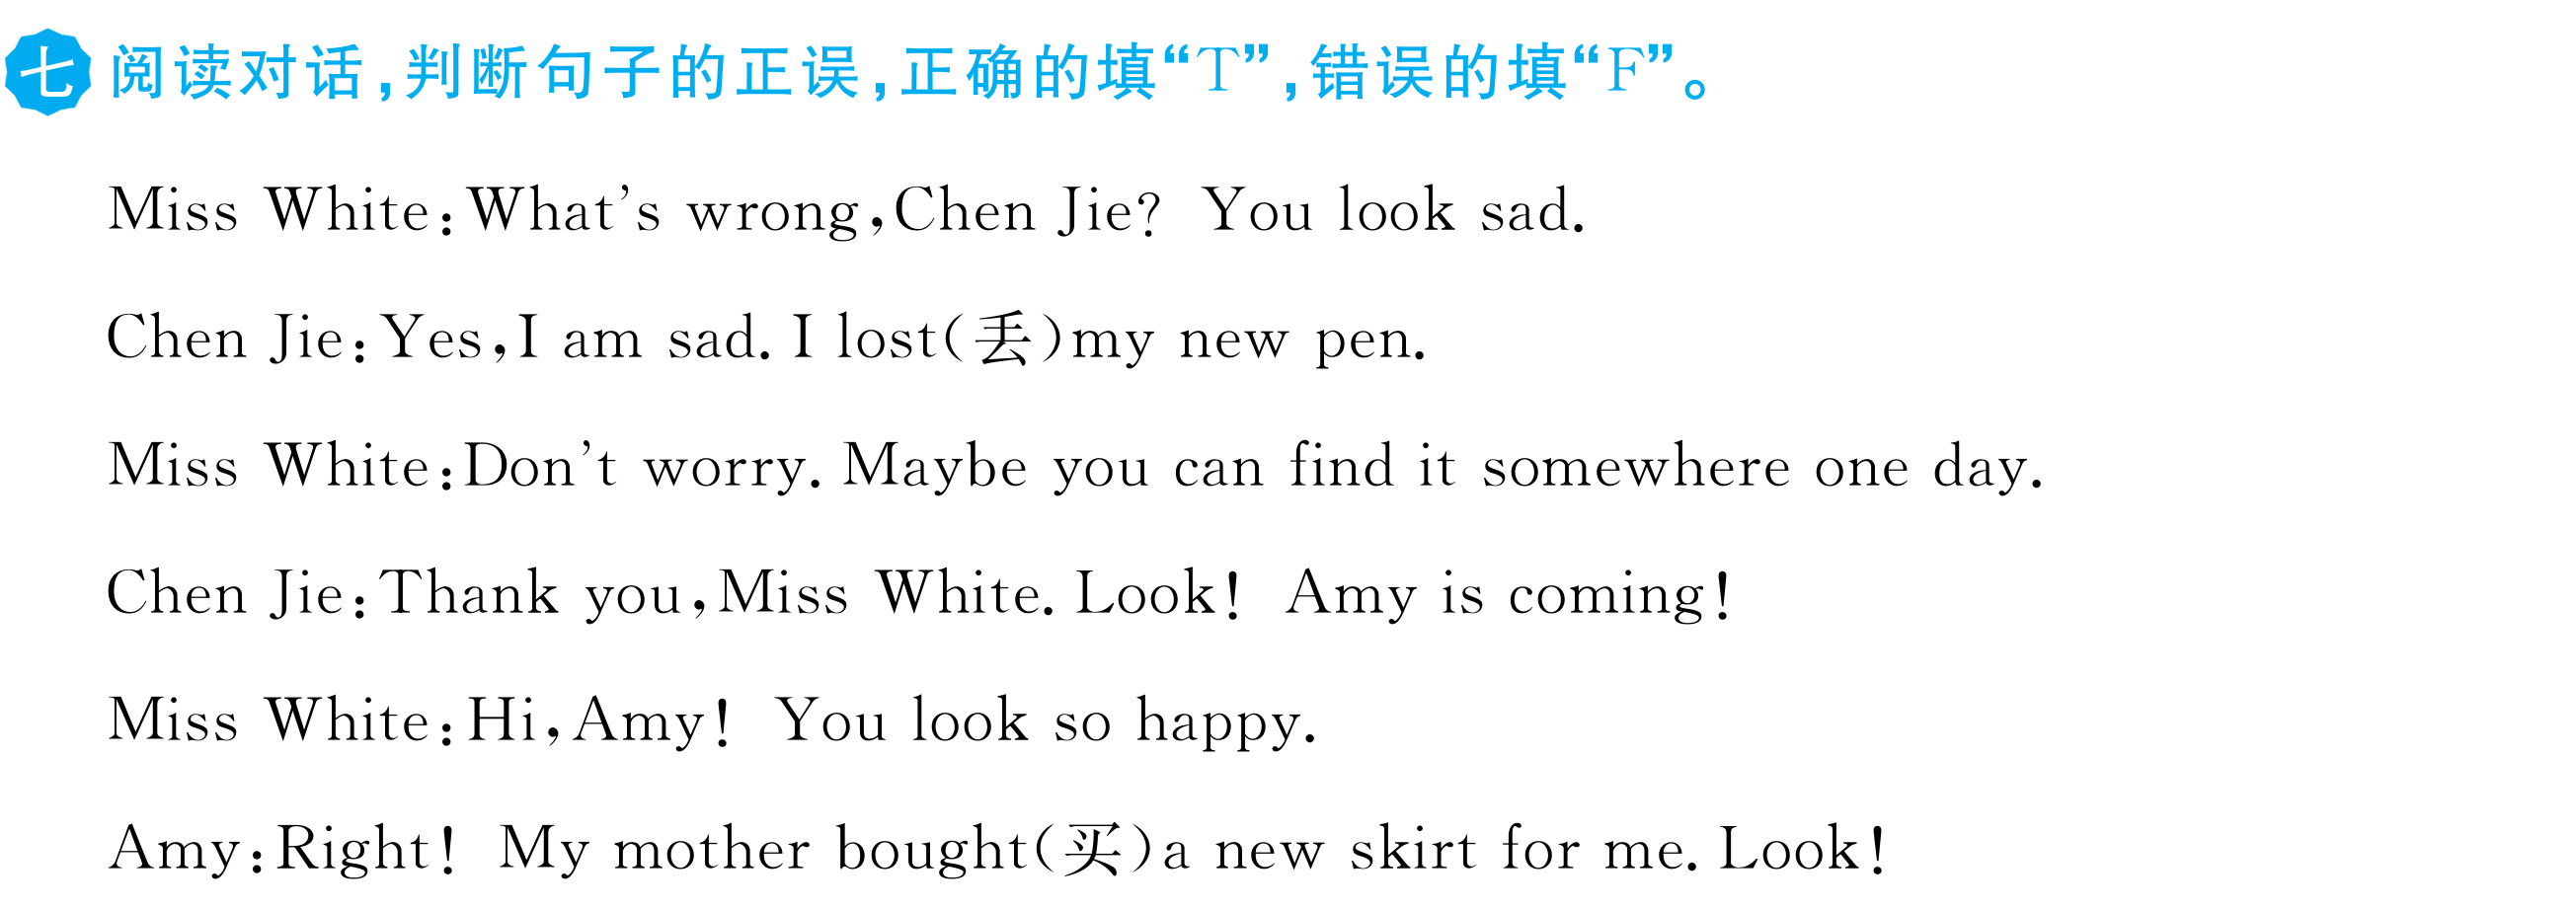 七 阅读对话,判断句子的正误,正确的填“T”,错误的填“F”。
Miss White:What's wrong,Chen Jie? You look sad.
Chen Jie:Yes,I am sad. I lost(丢)my new pen.
Miss White:Don't worry. Maybe you can find it somewhere one day.
Chen Jie:Thank you,Miss White. Look! Amy is coming!
Miss White:Hi,Amy! You look so happy.
Amy:Right! My mother bought(买)a new skirt for me. Look!